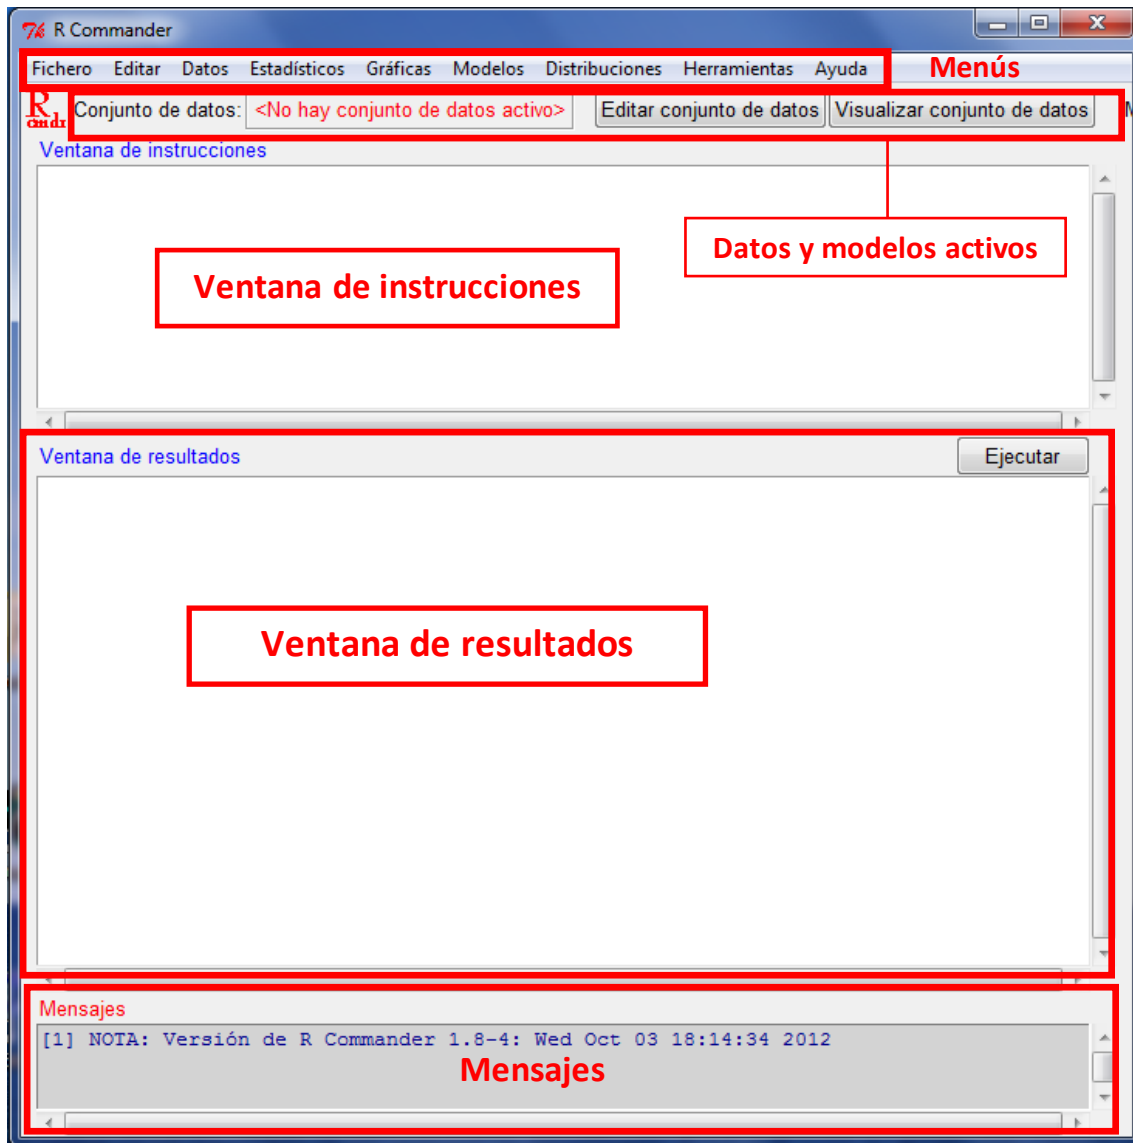 R Commander
Fichero Editar Datos Estadísticos Gráficas Modelos Distribuciones Herramientas Ayuda Menús
R cmdr Conjunto de datos: <No hay conjunto de datos activo> Editar conjunto de datos Visualizar conjunto de datos M
Ventana de instrucciones
Datos y modelos activos
Ventana de instrucciones
Ventana de resultados Ejecutar
Ventana de resultados
Mensajes
[1] NOTA: Versión de R Commander 1.8-4: Wed Oct 03 18:14:34 2012
Mensajes